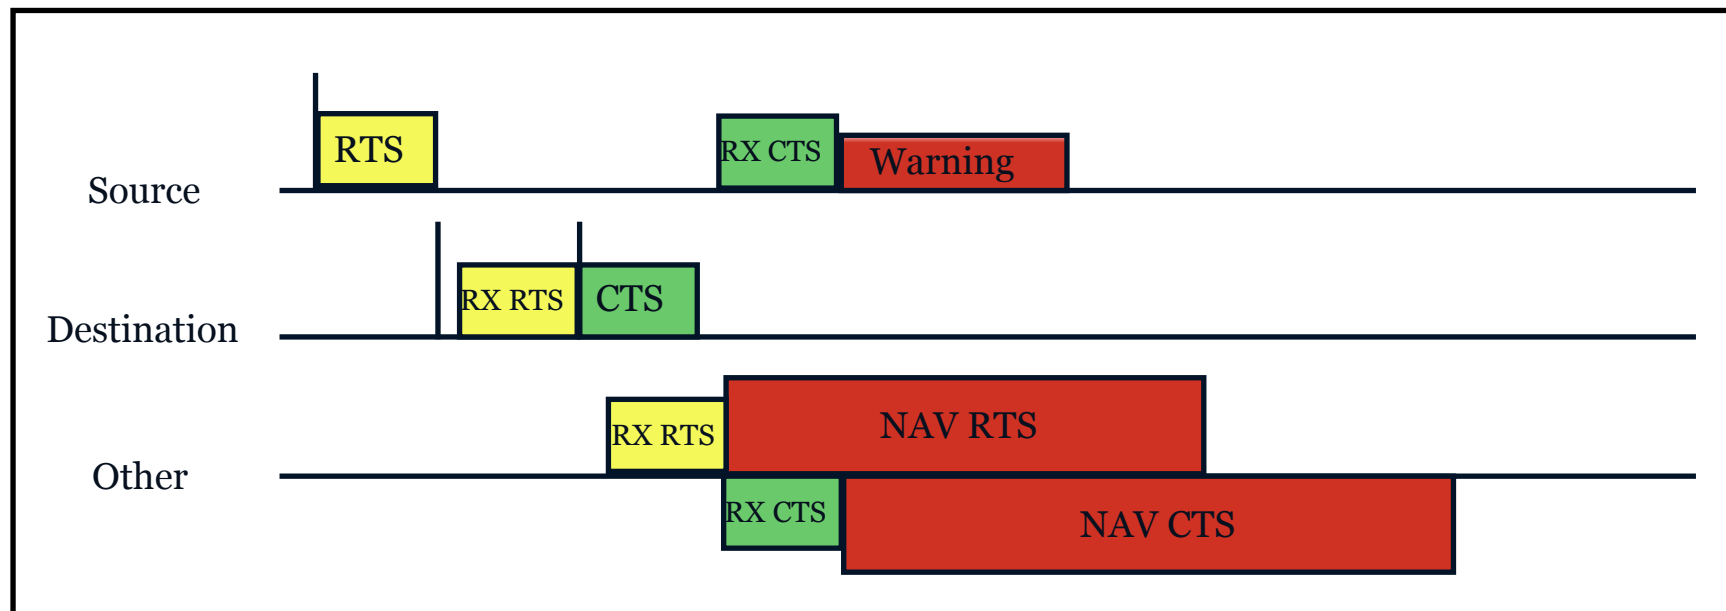 RTS
RX CTS
Warning
Source
RX RTS
CTS
Destination
RX RTS
NAV RTS
Other
RX CTS
NAV CTS